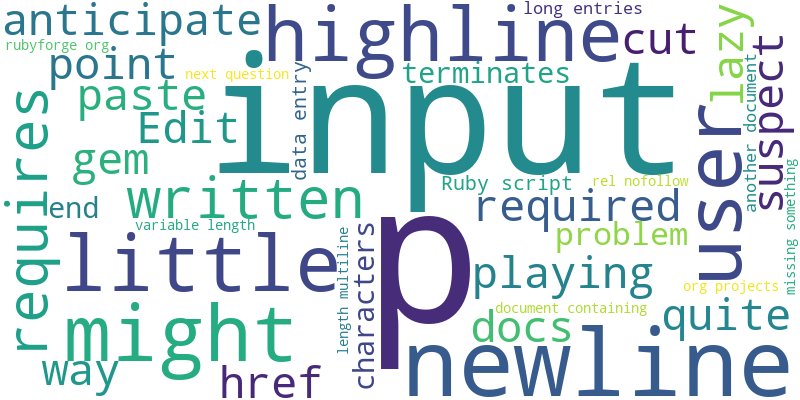 anticipate
highline
long entries
rubyforge org
cut
point
next question
terminates
lazy
paste
input
data entry
user
another document
suspect
Edit
gem
requires
written
Ruby script
rel nofollow
required
end
variable length
p
problem
missing something
little
characters
length multiline
playing
org projects
might
docs
document containing
quite
way
href
newline